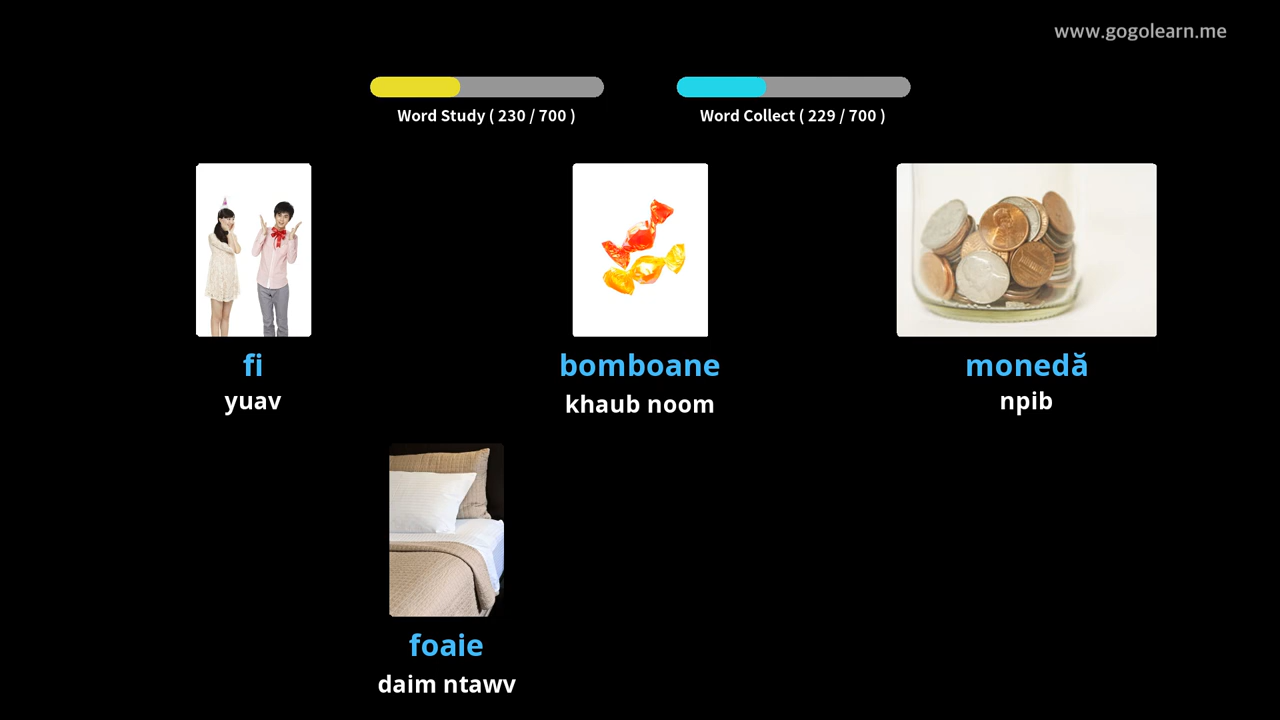 www.gogolearn.me
Word Study ( 230 / 700 )
Word Collect ( 229 / 700 )
fi
yuav
bomboane
khaub noom
monedă
npib
foaie
daim ntawv